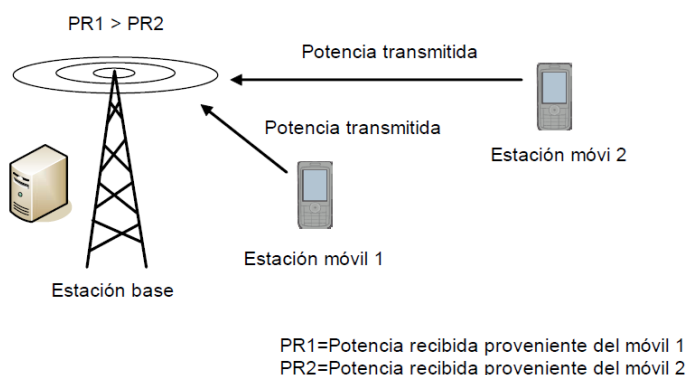 PR1 > PR2
Potencia transmitida
Potencia transmitida
Estación móvi 2
Estación móvil 1
Estación base
PR1=Potencia recibida proveniente del móvil 1
PR2=Potencia recibida proveniente del móvil 2